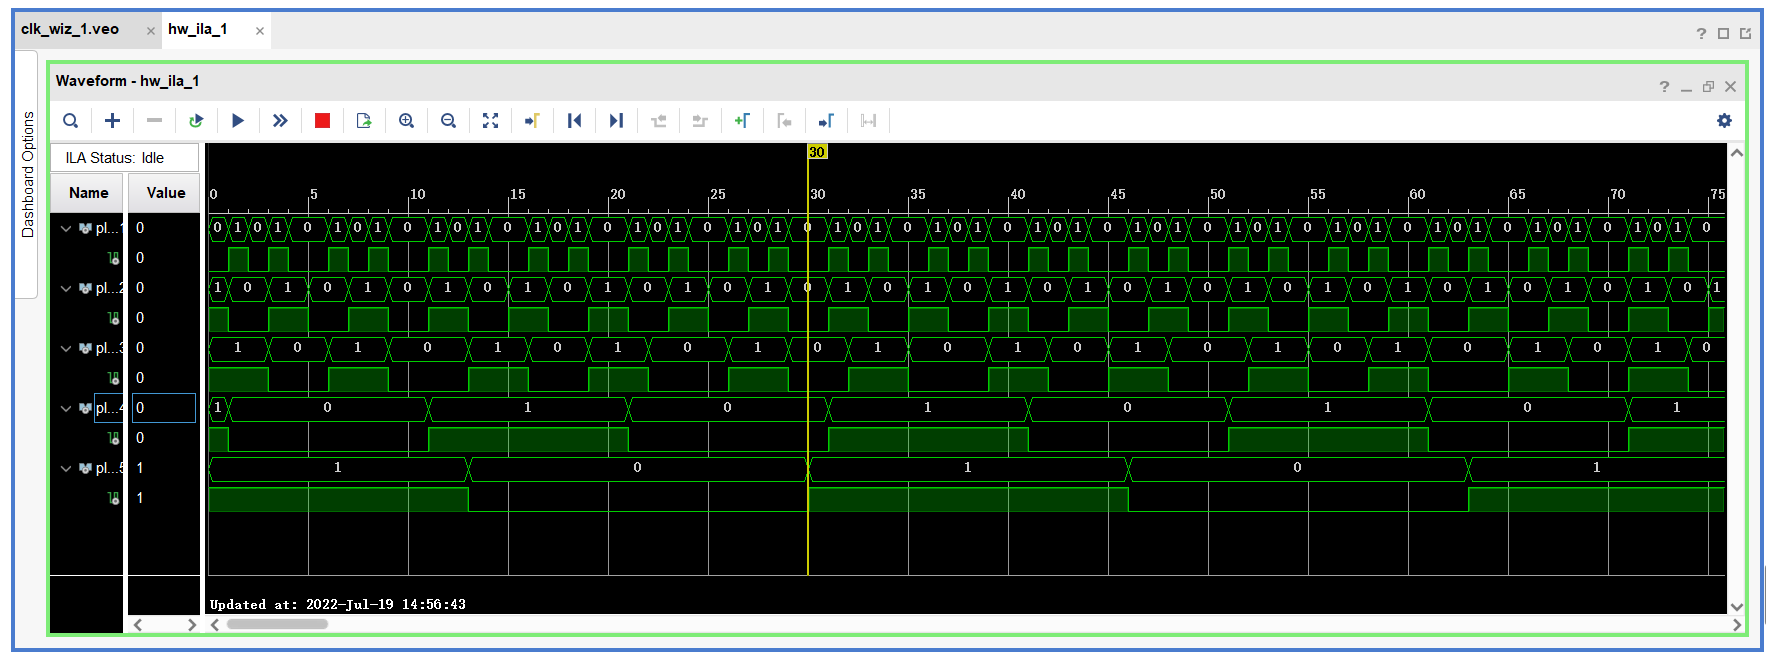 clk_wiz_1.veo × hw_ila_1 ×
Dashboard Options
Waveform - hw_ila_1
ILA Status: Idle
30
Name Value
0 5 10 15 20 25 30 35 40 45 50 55 60 65 70 75
pl...1 0 0 1 0 1 0 1 0 1 0 1 0 1 0 1 0 1 0 1 0 1 0 1 0 1 0 1 0 1 0 1 0 1 0 1 0 1 0 1 0 1 0 1 0 1 0 1 0 1 0 1 0 1 0 1 0 1 0 1 0 1 0
0
pl...2 0 1 0 1 0 1 0 1 0 1 0 1 0 1 0 1 0 1 0 1 0 1 0 1 0 1 0 1 0 1 0 1 0 1 0 1 0 1 0 1
0
pl...3 0 1 0 1 0 1 0 1 0 1 0 1 0 1 0 1 0 1 0 1 0 1 0 1 0
0
pl...4 0 1 0 1 0 1 0 1 0 1
0
pl...5 1 1 0 1 0 1
1
Updated at: 2022-Jul-19 14:56:43